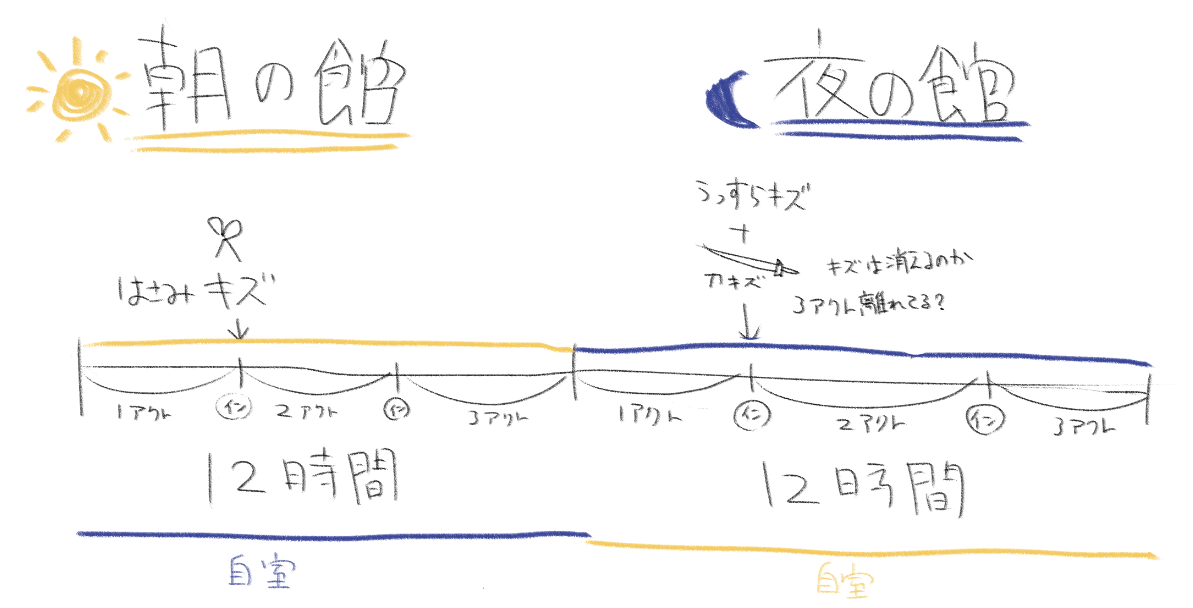 朝の館
夜の館
はさみキズ
うっすらキズ
+
刀キズ
キズは消えるのか
3アクト離れてる?
1アクト
イン
2アクト
イン
3アクト
1アクト
イン
2アクト
イン
3アクト
12時間
12時間
自室
自室